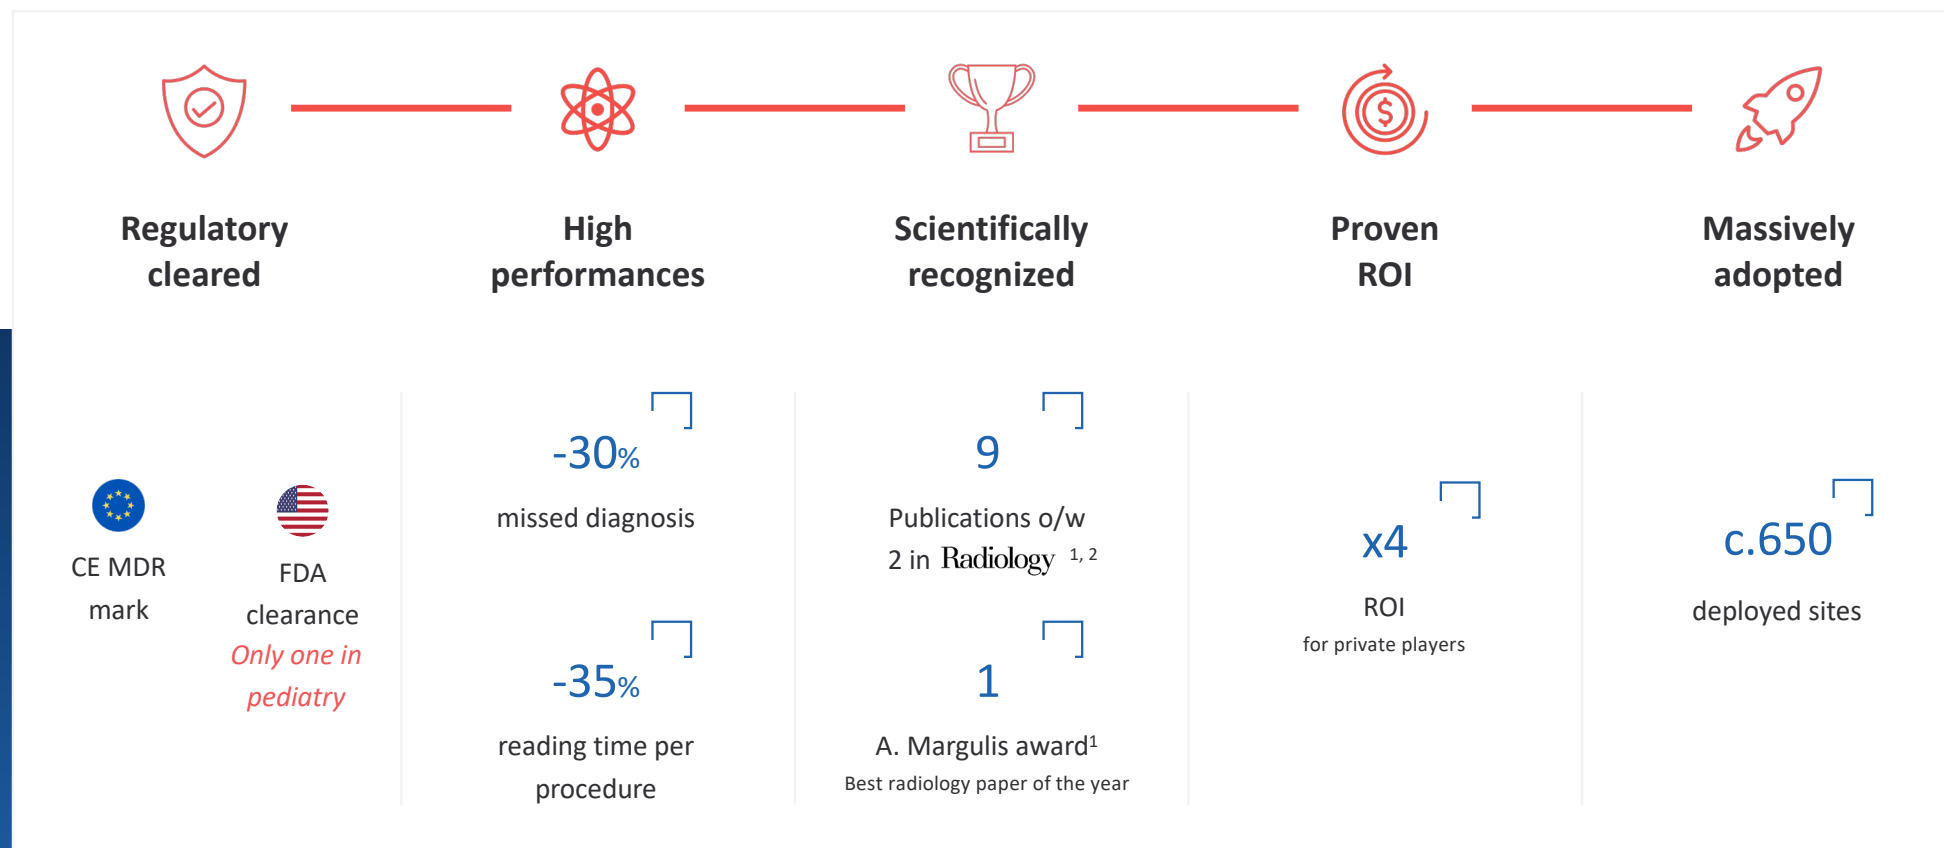 Regulatory
cleared
High
performances
Scientifically
recognized
$
Proven
ROI
Massively
adopted
CE MDR
mark
FDA
clearance
Only one in
pediatry
-30%
missed diagnosis
-35%
reading time per
procedure
9
Publications o/w
2 in Radiology 1, 2
1
A. Margulis award1
Best radiology paper of the year
x4
ROI
for private players
c.650
deployed sites